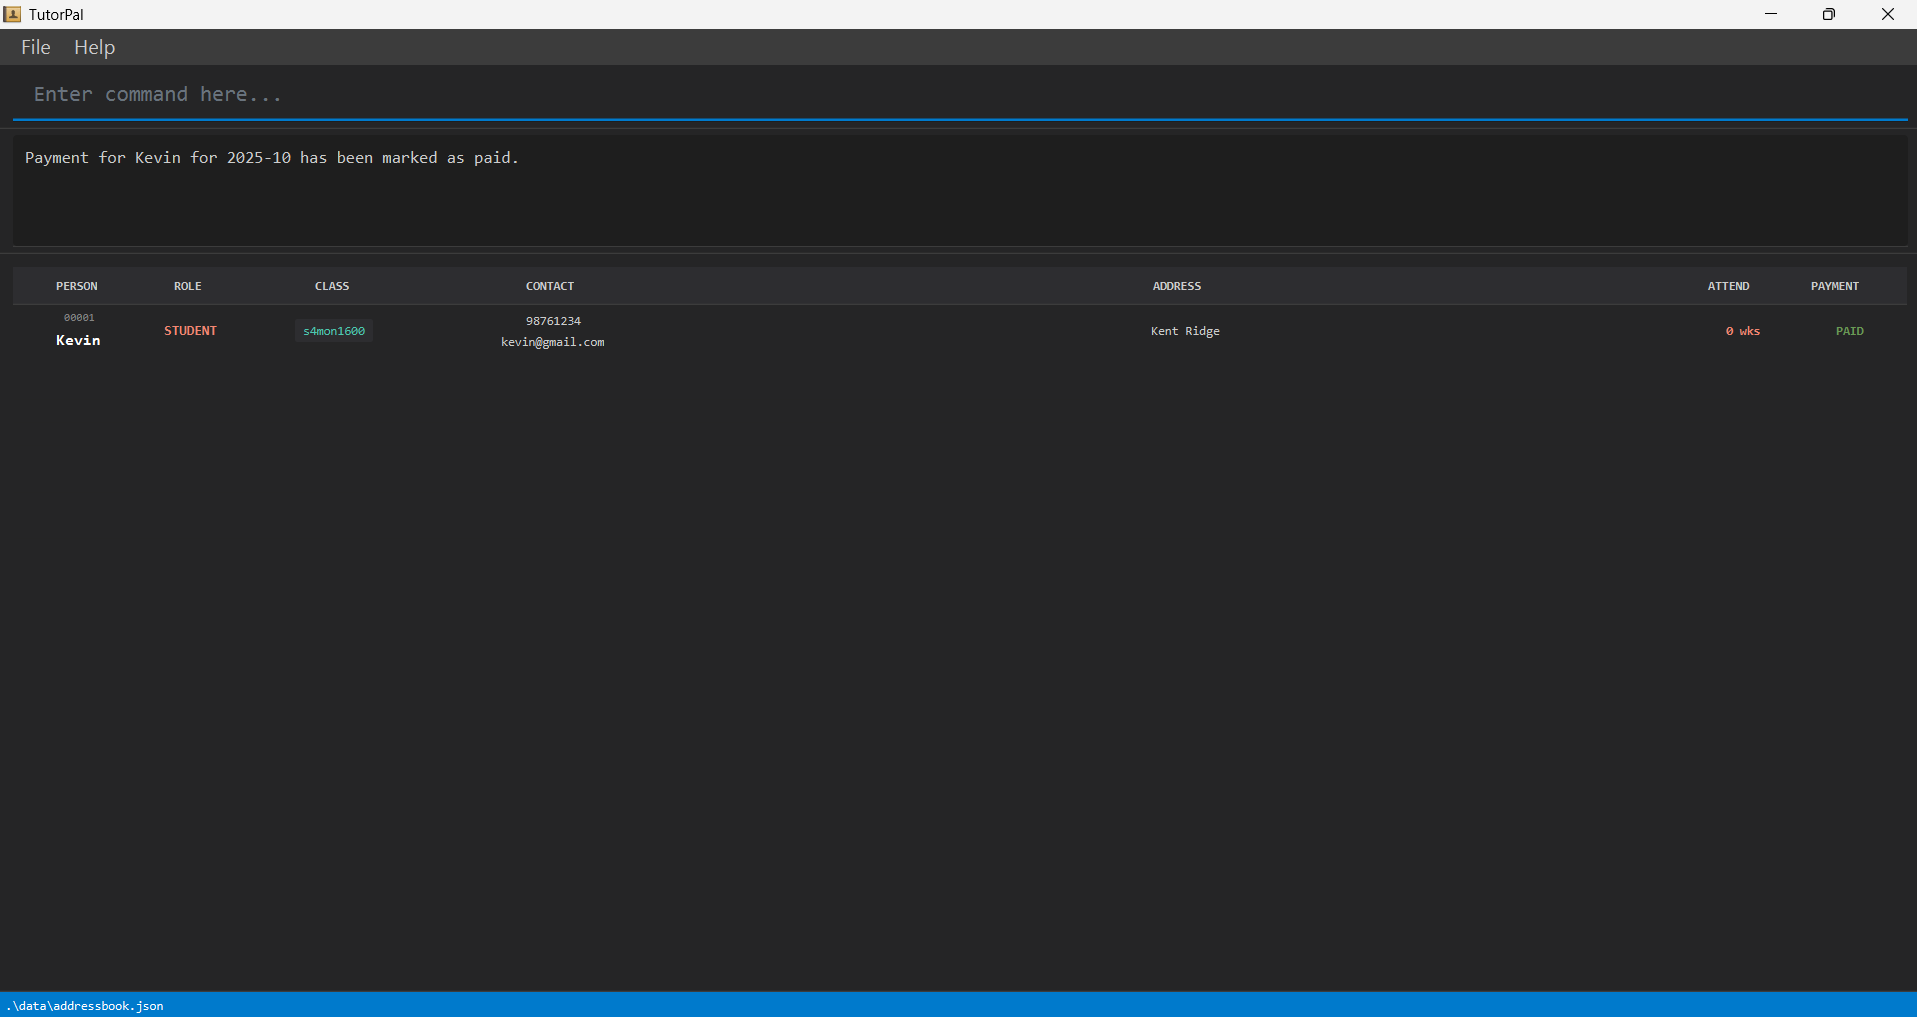 TutorPal
File Help
Enter command here...
Payment for Kevin for 2025-10 has been marked as paid.
PERSON ROLE CLASS CONTACT ADDRESS ATTEND PAYMENT
00001
Kevin
STUDENT
s4mon1600
98761234
kevin@gmail.com
Kent Ridge
0 wks
PAID
.\data\addressbook.json